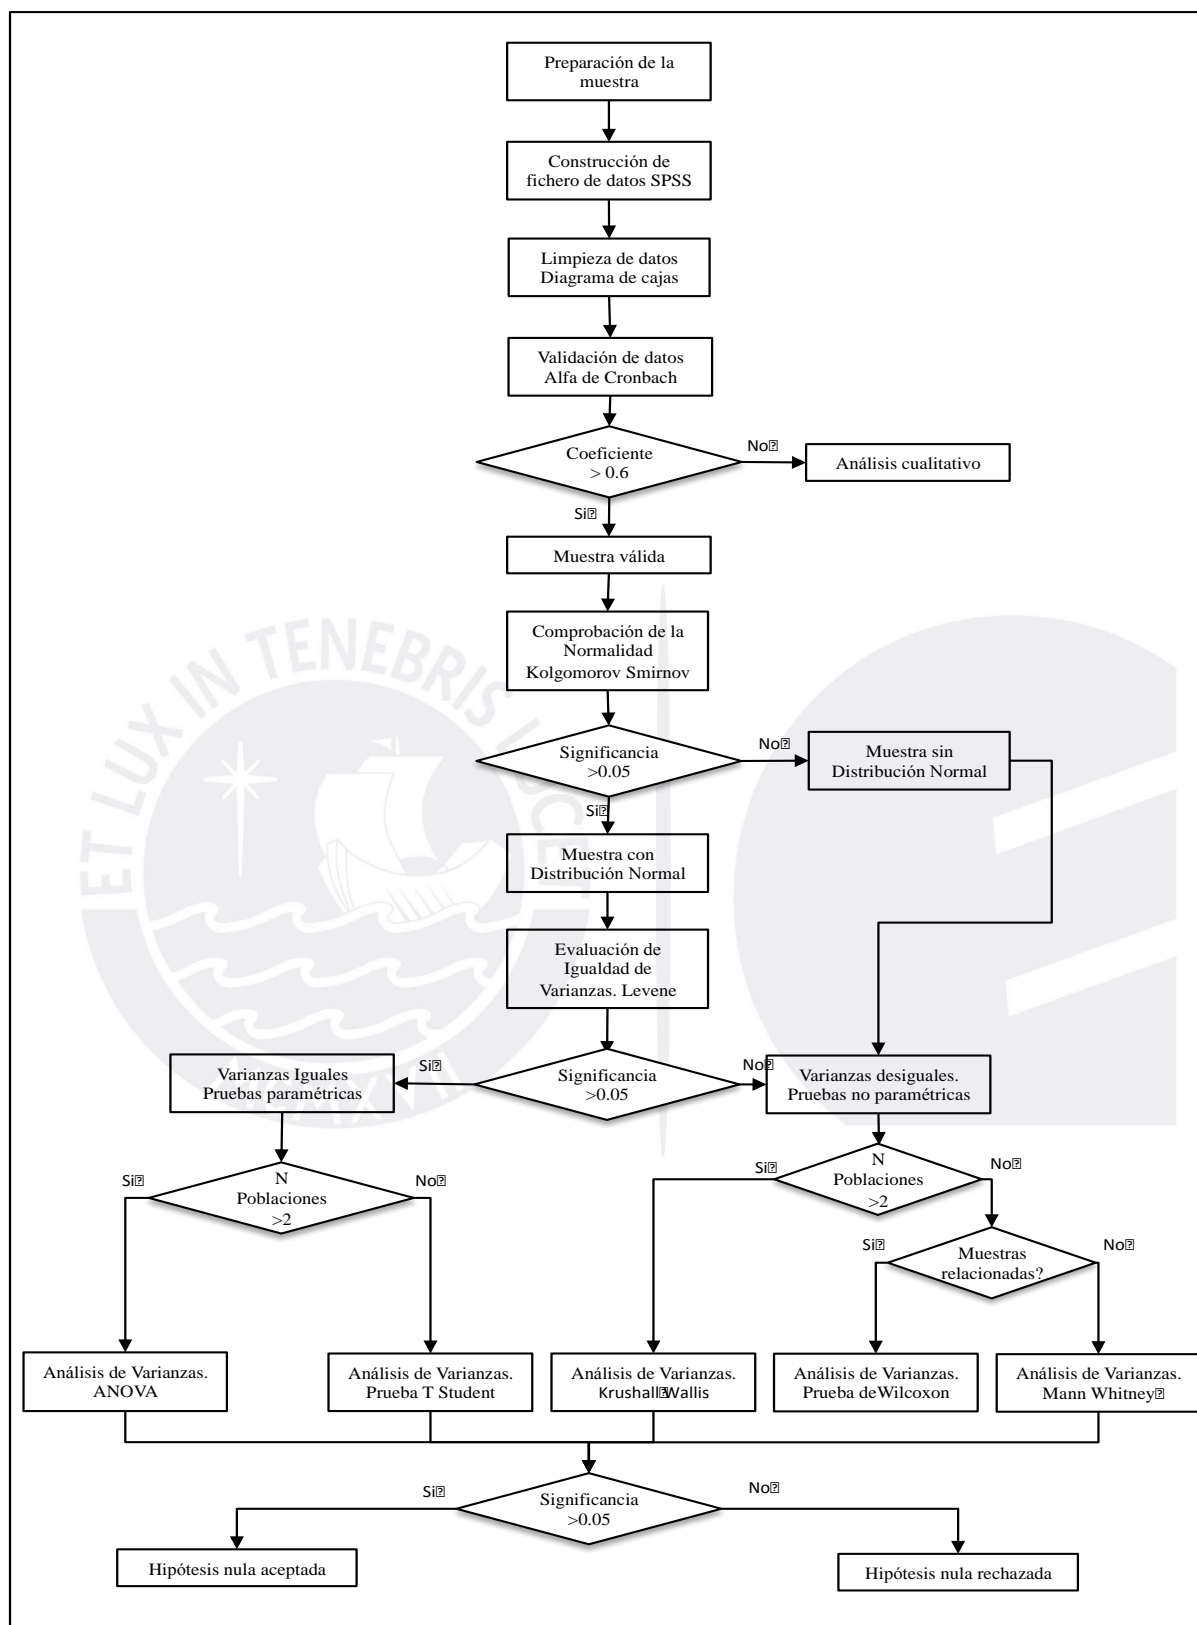 Preparación de la
muestra
Construcción de
fichero de datos SPSS
Limpieza de datos
Diagrama de cajas
Validación de datos
Alfa de Cronbach
Coeficiente
> 0.6
No
Análisis cualitativo
Si
Muestra válida
Comprobación de la
Normalidad
Kolgomorov Smirnov
Significancia
>0.05
No
Muestra sin
Distribución Normal
Si
Muestra con
Distribución Normal
Evaluación de
Igualdad de
Varianzas. Levene
Significancia
>0.05
Si
Varianzas Iguales
Pruebas paramétricas
No
Varianzas desiguales.
Pruebas no paramétricas
N
Poblaciones
>2
Si
No
N
Poblaciones
>2
Si
No
Muestras
relacionadas?
Si
No
Análisis de Varianzas.
ANOVA
Análisis de Varianzas.
Prueba T Student
Análisis de Varianzas.
Krushall Wallis
Análisis de Varianzas.
Prueba deWilcoxon
Análisis de Varianzas.
Mann Whitney
Significancia
>0.05
Si
No
Hipótesis nula aceptada
Hipótesis nula rechazada
ET LUX IN TENEBRIS LUCET
MCMXVII